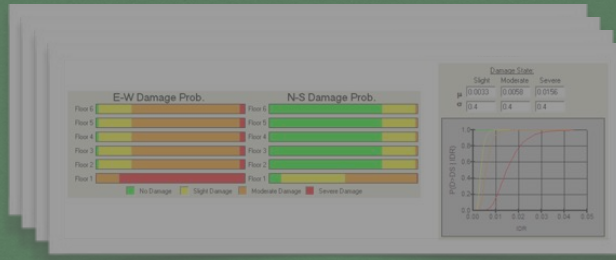 E-W Damage Prob.
Floor 6
Floor 5
Floor 4
Floor 3
Floor 2
Floor 1
N-S Damage Prob.
Floor 6
Floor 5
Floor 4
Floor 3
Floor 2
Floor 1
No Damage Slight Damage Moderate Damage Severe Damage
Damage State:
Slight Moderate Severe
μ 0.0033 0.0058 0.0156
σ 0.4 0.4 0.4
P(D>DS | IDR)
1.0
0.8
0.6
0.4
0.2
0.0
0.00 0.01 0.02 0.03 0.04 0.05
IDR